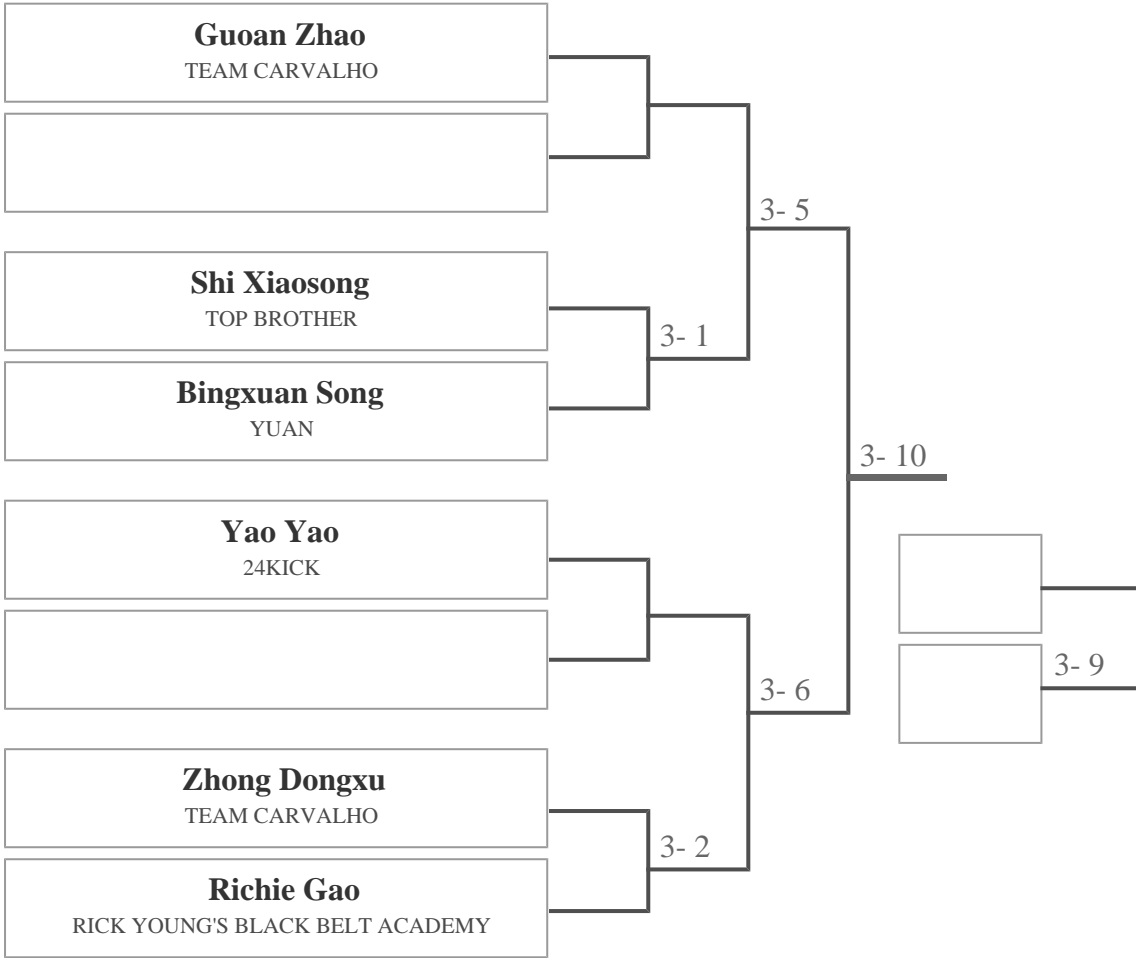 Guoan Zhao
TEAM CARVALHO
3- 5
Shi Xiaosong
TOP BROTHER
3- 1
Bingxuan Song
YUAN
3- 10
Yao Yao
24KICK
3- 9
3- 6
Zhong Dongxu
TEAM CARVALHO
3- 2
Richie Gao
RICK YOUNG'S BLACK BELT ACADEMY